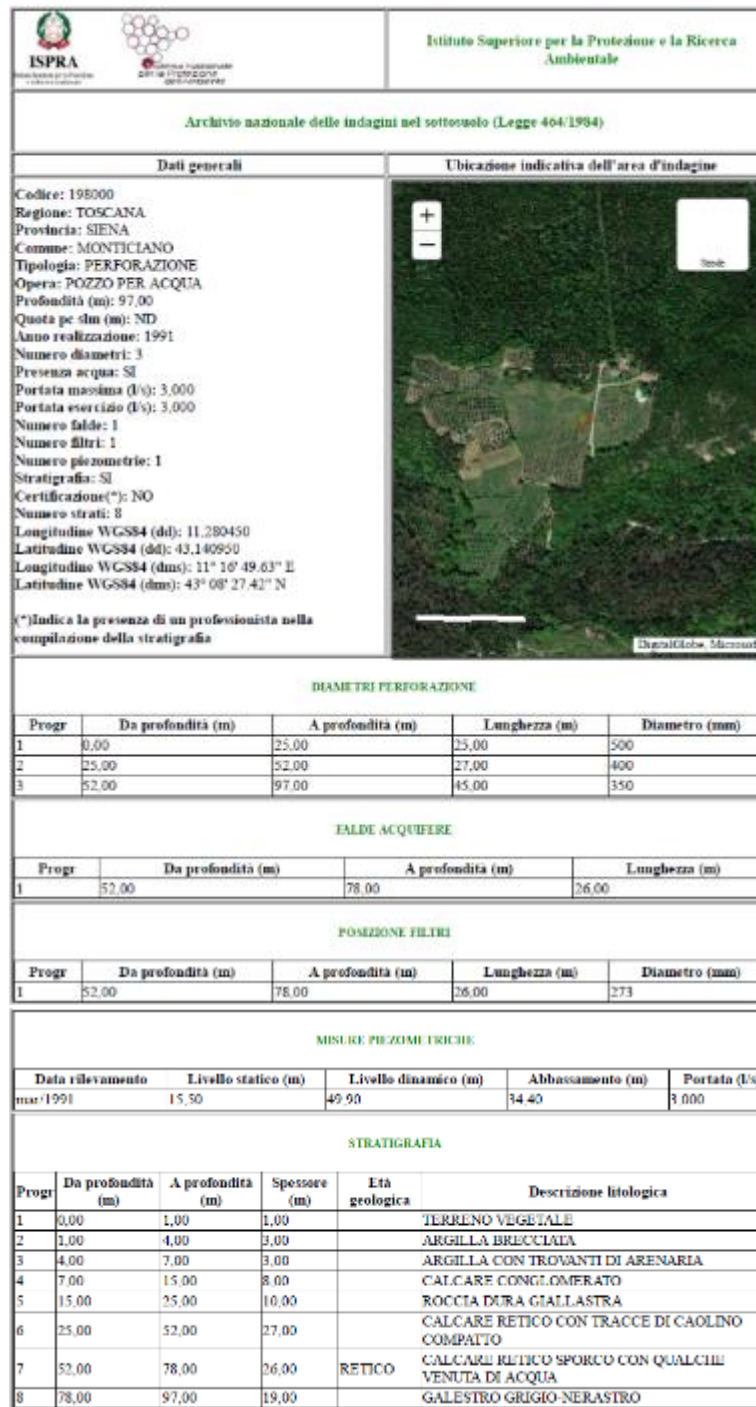 ISPRA
Istituto Superiore per la Protezione e la Ricerca
Ambientale
Archivio nazionale delle indagini nel sottosuolo (Legge 464/1984)
Dati generali
Ubicazione indicativa dell'area d'indagine
Codice: 198000
Regione: TOSCANA
Provincia: SIENA
Comune: MONTICIANO
Tipologia: PERFORAZIONE
Opera: POZZO PER ACQUA
Profondità (m): 97,00
Quota pc slm (m): ND
Anno realizzazione: 1991
Numero diametri: 3
Presenza acqua: SI
Portata massima (l/s): 3,000
Portata esercizio (l/s): 3,000
Numero falde: 1
Numero filtri: 1
Numero piezometrie: 1
Stratigrafia: SI
Certificazione(*): NO
Numero strati: 8
Longitudine WGS84 (dd): 11,280450
Latitudine WGS84 (dd): 43,140950
Longitudine WGS84 (dms): 11° 16' 49.63" E
Latitudine WGS84 (dms): 43° 08' 27.42" N
(*)Indica la presenza di un professionista nella
compilazione della stratigrafia
+
−
DigitalGlobe, Microsoft
DIAMETRI PERFORAZIONE
Progr Da profondità (m) A profondità (m) Lunghezza (m) Diametro (mm)
1 0,00 25,00 25,00 500
2 25,00 52,00 27,00 400
3 52,00 97,00 45,00 350
FALDE ACQUIFERE
Progr Da profondità (m) A profondità (m) Lunghezza (m)
1 52,00 78,00 26,00
POSIZIONE FILTRI
Progr Da profondità (m) A profondità (m) Lunghezza (m) Diametro (mm)
1 52,00 78,00 26,00 273
MISURE PIEZOMETRICHE
Data rilevamento Livello statico (m) Livello dinamico (m) Abbassamento (m) Portata (l/s
mar/1991 15,50 49,90 34,40 3,000
STRATIGRAFIA
Progr Da profondità (m) A profondità (m) Spessore (m) Età geologica Descrizione litologica
1 0,00 1,00 1,00 TERRENO VEGETALE
2 1,00 4,00 3,00 ARGILLA BRECCIATA
3 4,00 7,00 3,00 ARGILLA CON TROVANTI DI ARENARIA
4 7,00 15,00 8,00 CALCARE CONGLOMERATO
5 15,00 25,00 10,00 ROCCIA DURA GIALLASTRA
6 25,00 52,00 27,00 CALCARE RETICO CON TRACCE DI CAOLINO
COMPATTO
7 52,00 78,00 26,00 RETICO CALCARE RETICO SPORCO CON QUALCHE
VENUTA DI ACQUA
8 78,00 97,00 19,00 GALESTRO GRIGIO-NERASTRO